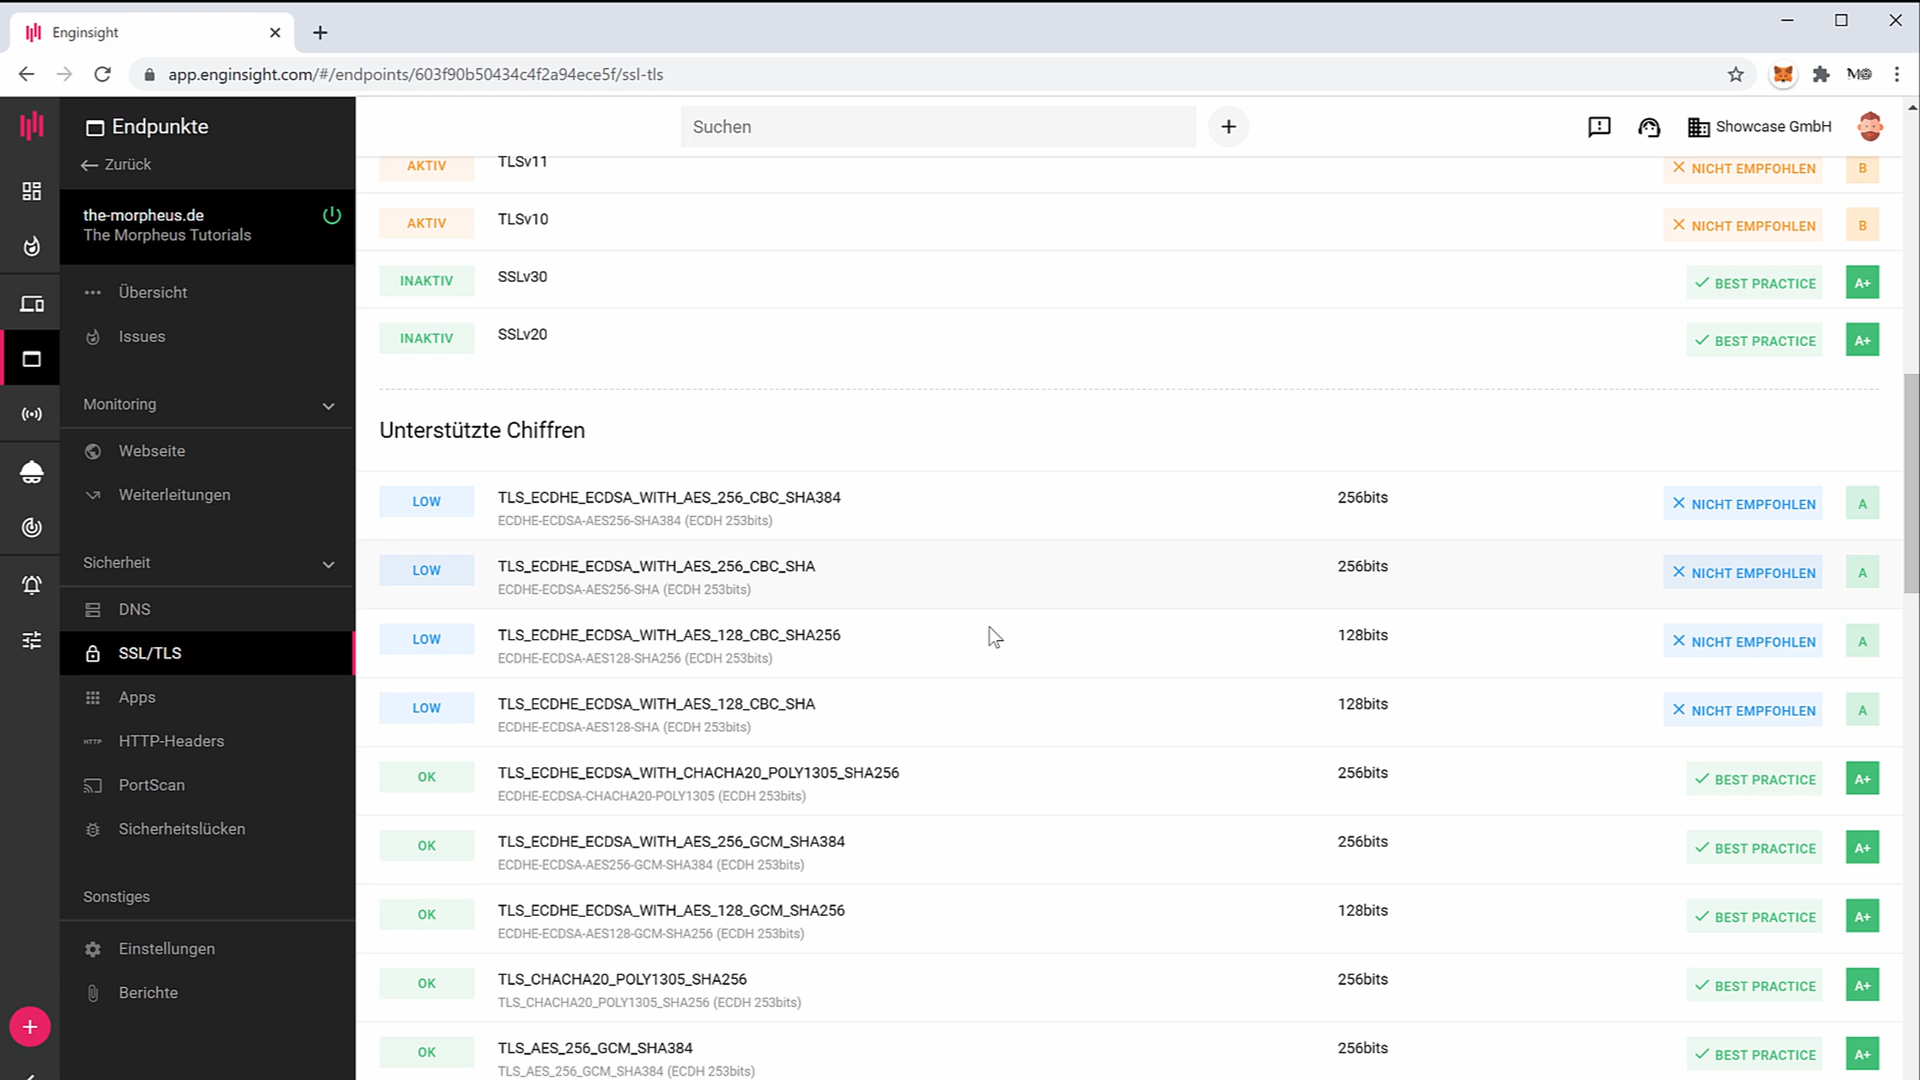 Enginsight
app.enginsight.com/#/endpoints/603f90b50434c4f2a94ece5f/ssl-tls
Endpunkte
Zurück
the-morpheus.de
The Morpheus Tutorials
Übersicht
Issues
Monitoring
Webseite
Weiterleitungen
Sicherheit
DNS
SSL/TLS
Apps
HTTP HTTP-Headers
PortScan
Sicherheitslücken
Sonstiges
Einstellungen
Berichte
Suchen
Showcase GmbH
AKTIV TLSv11 NICHT EMPFOHLEN B
AKTIV TLSv10 NICHT EMPFOHLEN B
INAKTIV SSLv30 BEST PRACTICE A+
INAKTIV SSLv20 BEST PRACTICE A+
Unterstützte Chiffren
LOW TLS_ECDHE_ECDSA_WITH_AES_256_CBC_SHA384 256bits NICHT EMPFOHLEN A
ECDHE-ECDSA-AES256-SHA384 (ECDH 253bits)
LOW TLS_ECDHE_ECDSA_WITH_AES_256_CBC_SHA 256bits NICHT EMPFOHLEN A
ECDHE-ECDSA-AES256-SHA (ECDH 253bits)
LOW TLS_ECDHE_ECDSA_WITH_AES_128_CBC_SHA256 128bits NICHT EMPFOHLEN A
ECDHE-ECDSA-AES128-SHA256 (ECDH 253bits)
LOW TLS_ECDHE_ECDSA_WITH_AES_128_CBC_SHA 128bits NICHT EMPFOHLEN A
ECDHE-ECDSA-AES128-SHA (ECDH 253bits)
OK TLS_ECDHE_ECDSA_WITH_CHACHA20_POLY1305_SHA256 256bits BEST PRACTICE A+
ECDHE-ECDSA-CHACHA20-POLY1305 (ECDH 253bits)
OK TLS_ECDHE_ECDSA_WITH_AES_256_GCM_SHA384 256bits BEST PRACTICE A+
ECDHE-ECDSA-AES256-GCM-SHA384 (ECDH 253bits)
OK TLS_ECDHE_ECDSA_WITH_AES_128_GCM_SHA256 128bits BEST PRACTICE A+
ECDHE-ECDSA-AES128-GCM-SHA256 (ECDH 253bits)
OK TLS_CHACHA20_POLY1305_SHA256 256bits BEST PRACTICE A+
TLS_CHACHA20_POLY1305_SHA256 (ECDH 253bits)
OK TLS_AES_256_GCM_SHA384 256bits BEST PRACTICE A+
TLS_AES_256_GCM_SHA384 (ECDH 253bits)